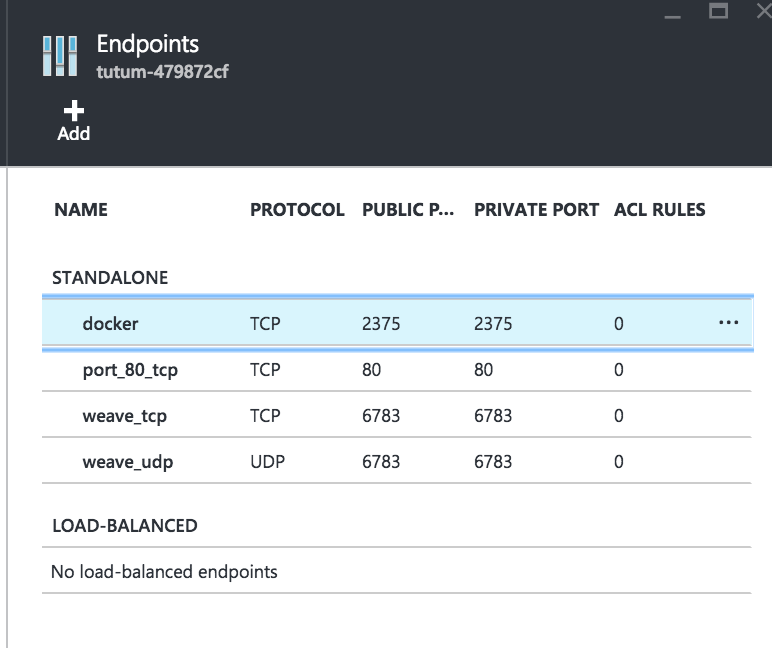 Endpoints
tutum-479872cf
Add
NAME PROTOCOL PUBLIC P... PRIVATE PORT ACL RULES
STANDALONE
docker TCP 2375 2375 0 ...
port_80_tcp TCP 80 80 0
weave_tcp TCP 6783 6783 0
weave_udp UDP 6783 6783 0
LOAD-BALANCED
No load-balanced endpoints